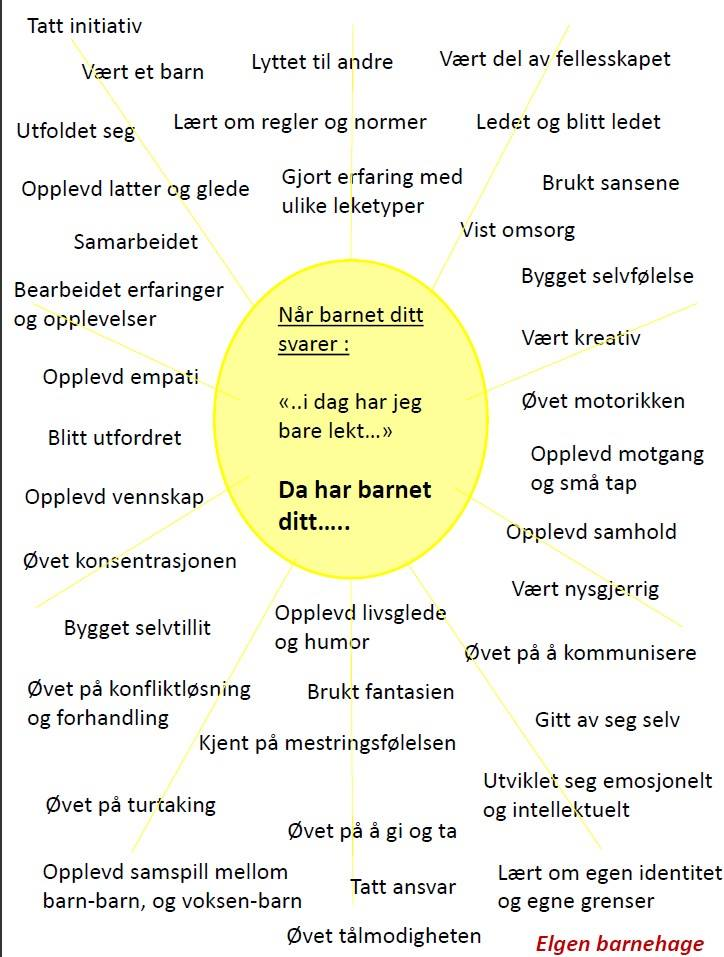 Tatt initiativ
Vært et barn
Lyttet til andre
Vært del av fellesskapet
Utfoldet seg
Lært om regler og normer
Ledet og blitt ledet
Opplevd latter og glede
Gjort erfaring med
ulike leketyper
Brukt sansene
Samarbeidet
Vist omsorg
Bearbeidet erfaringer
og opplevelser
Bygget selvfølelse
Når barnet ditt
svarer :
«..i dag har jeg
bare lekt...»
Da har barnet
ditt…..
Vært kreativ
Opplevd empati
Øvet motorikken
Blitt utfordret
Opplevd motgang
og små tap
Opplevd vennskap
Opplevd samhold
Øvet konsentrasjonen
Vært nysgjerrig
Bygget selvtillit
Opplevd livsglede
og humor
Øvet på å kommunisere
Øvet på konfliktløsning
og forhandling
Brukt fantasien
Gitt av seg selv
Kjent på mestringsfølelsen
Utviklet seg emosjonelt
og intellektuelt
Øvet på turtaking
Øvet på å gi og ta
Opplevd samspill mellom
barn-barn, og voksen-barn
Tatt ansvar
Lært om egen identitet
og egne grenser
Øvet tålmodigheten
Elgen barnehage